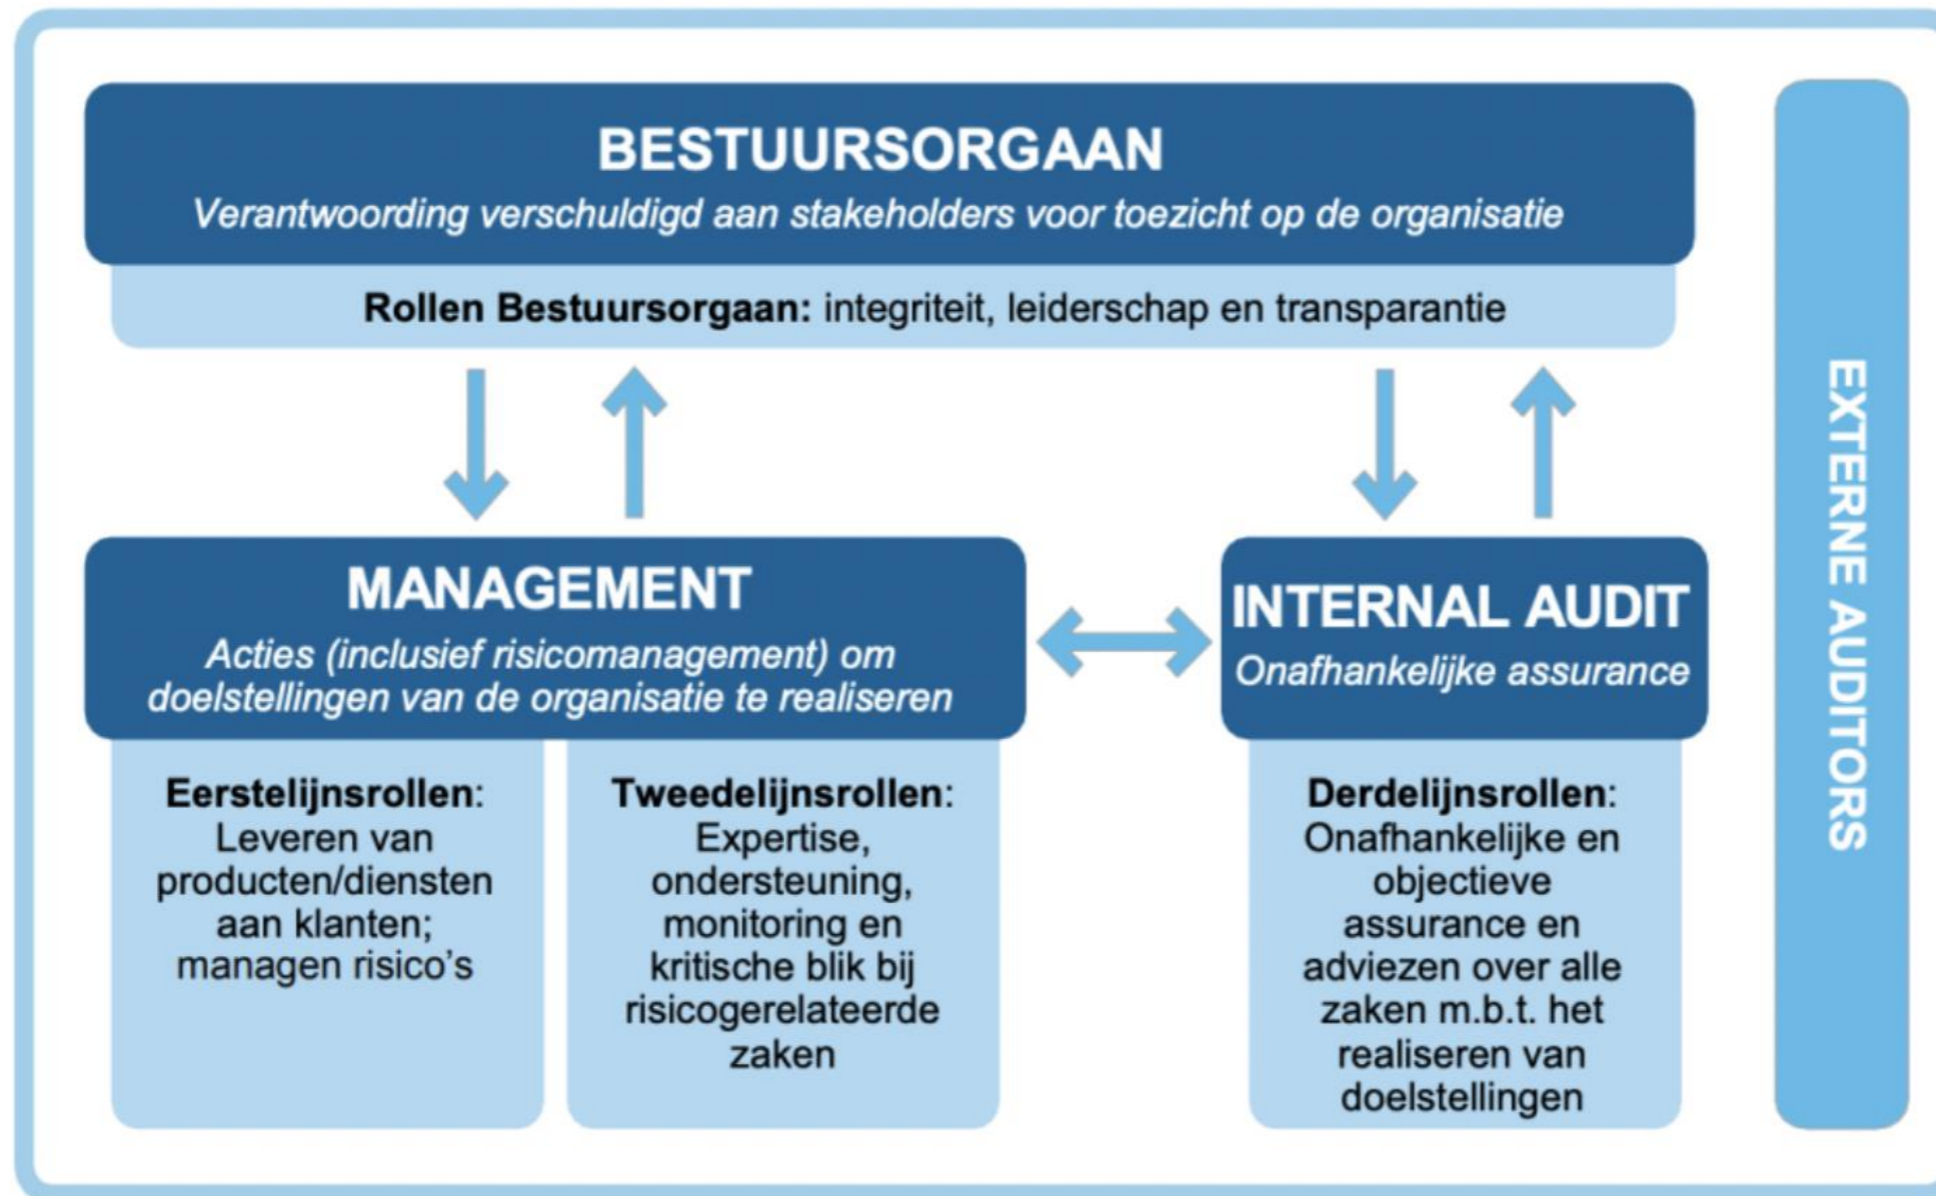 BESTUURSORGAAN
Verantwoording verschuldigd aan stakeholders voor toezicht op de organisatie
Rollen Bestuursorgaan: integriteit, leiderschap en transparantie
MANAGEMENT
Acties (inclusief risicomanagement) om
doelstellingen van de organisatie te realiseren
Eerstelijnsrollen:
Leveren van
producten/diensten
aan klanten;
managen risico’s
Tweedelijnsrollen:
Expertise,
ondersteuning,
monitoring en
kritische blik bij
risicogerelateerde
zaken
INTERNAL AUDIT
Onafhankelijke assurance
Derdelijnsrollen:
Onafhankelijke en
objectieve
assurance en
adviezen over alle
zaken m.b.t. het
realiseren van
doelstellingen
EXTERNE AUDITORS